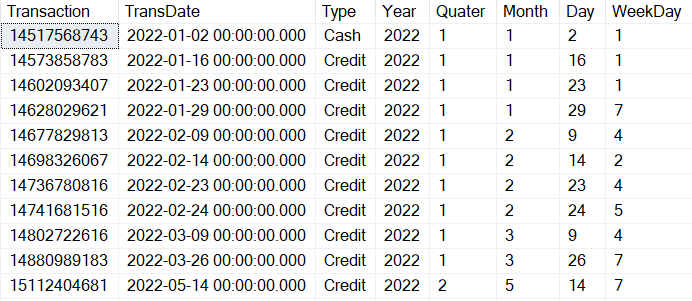 Transaction TransDate Type Year Quater Month Day WeekDay
14517568743 2022-01-02 00:00:00.000 Cash 2022 1 1 2 1
14573858783 2022-01-16 00:00:00.000 Credit 2022 1 1 16 1
14602093407 2022-01-23 00:00:00.000 Credit 2022 1 1 23 1
14628029621 2022-01-29 00:00:00.000 Credit 2022 1 1 29 7
14677829813 2022-02-09 00:00:00.000 Credit 2022 1 2 9 4
14698326067 2022-02-14 00:00:00.000 Credit 2022 1 2 14 2
14736780816 2022-02-23 00:00:00.000 Credit 2022 1 2 23 4
14741681516 2022-02-24 00:00:00.000 Credit 2022 1 2 24 5
14802722616 2022-03-09 00:00:00.000 Credit 2022 1 3 9 4
14880989183 2022-03-26 00:00:00.000 Credit 2022 1 3 26 7
15112404681 2022-05-14 00:00:00.000 Credit 2022 2 5 14 7